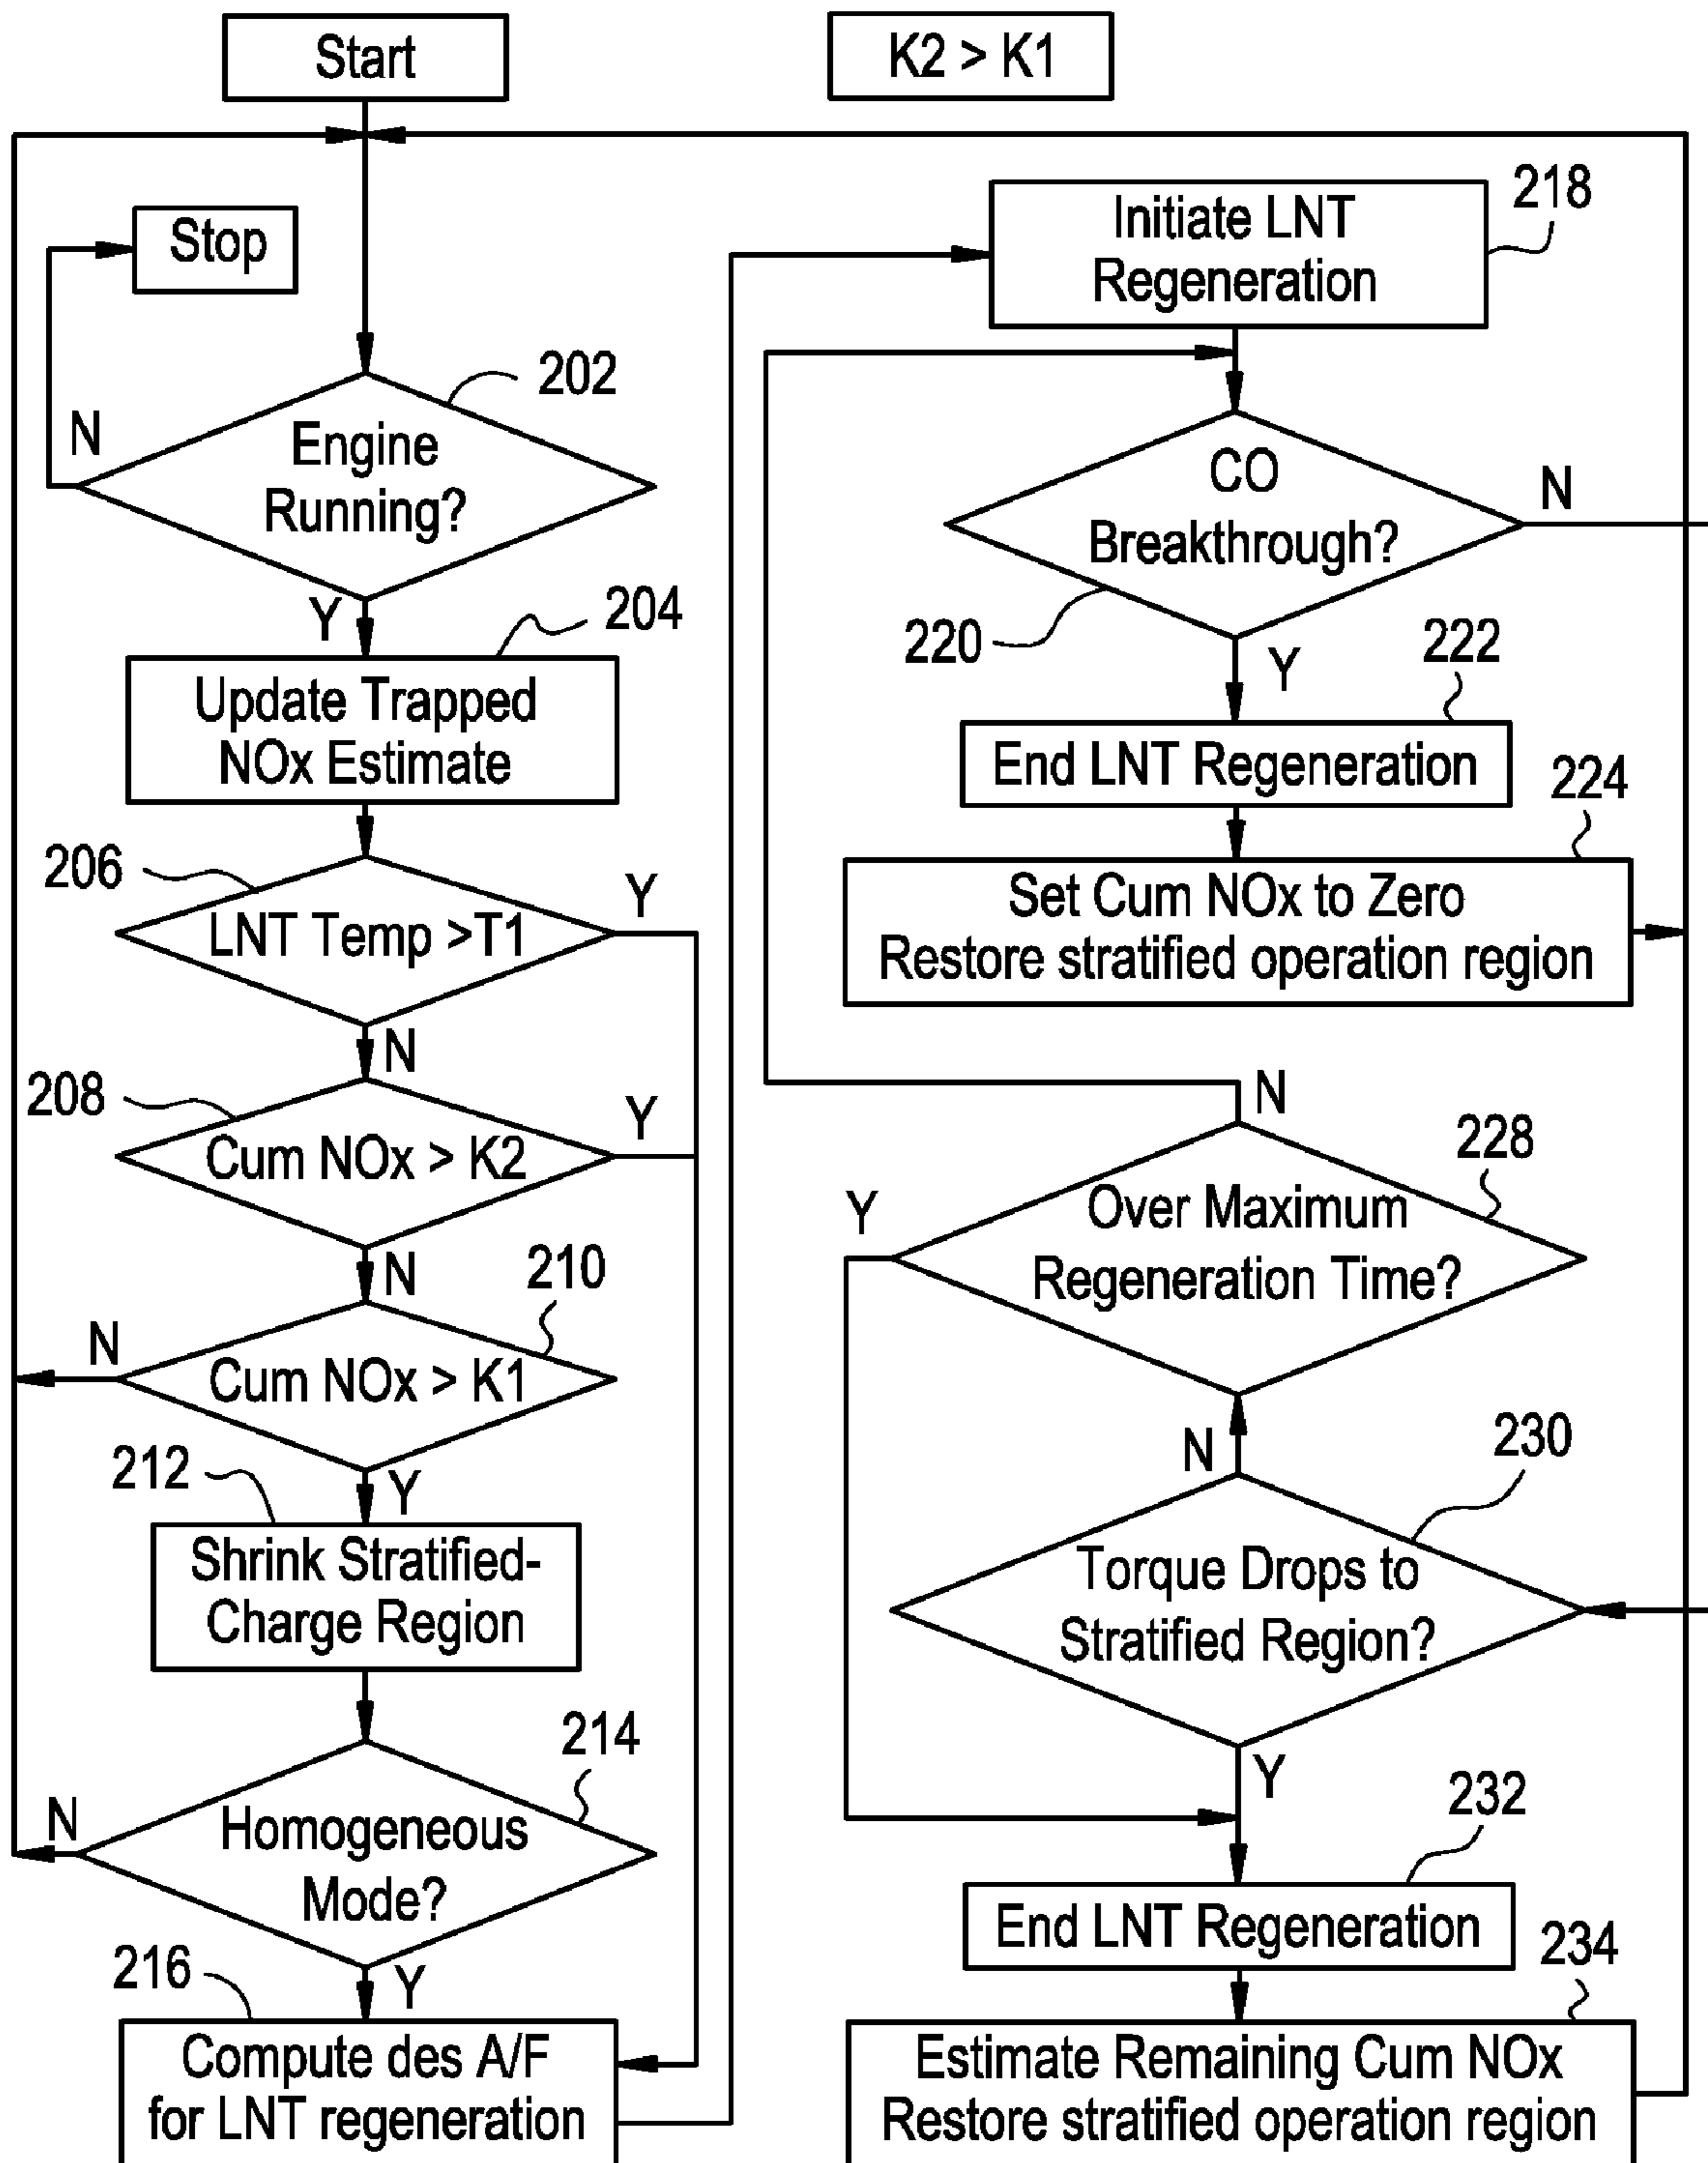 Start
K2 > K1
Stop
202
N
Engine
Running?
Y
204
Update Trapped
NOx Estimate
206
Y
LNT Temp >T1
N
208
Y
Cum NOx > K2
N
210
N
Cum NOx > K1
212
Y
Shrink Stratified-
Charge Region
214
N
Homogeneous
Mode?
216
Y
Compute des A/F
for LNT regeneration
218
Initiate LNT
Regeneration
CO
Breakthrough?
N
220
Y
222
End LNT Regeneration
224
Set Cum NOx to Zero
Restore stratified operation region
N
228
Y
Over Maximum
Regeneration Time?
N
230
Torque Drops to
Stratified Region?
Y
232
End LNT Regeneration
234
Estimate Remaining Cum NOx
Restore stratified operation region